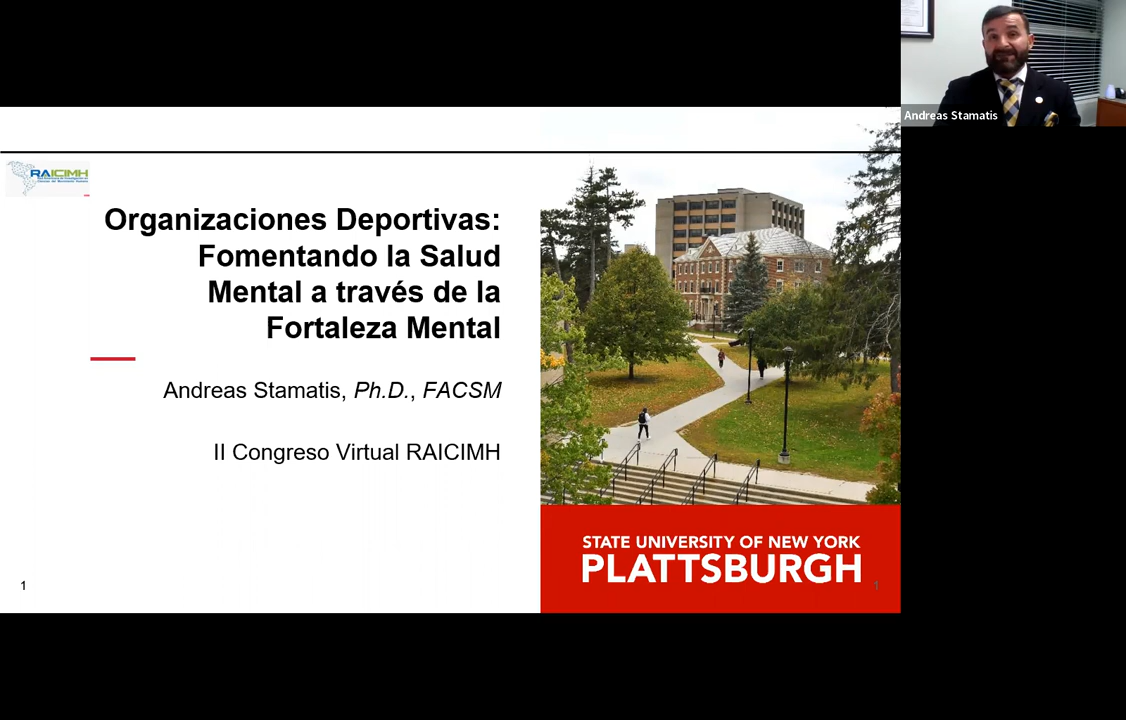 Andreas Stamatis
RAICIMH
Organizaciones Deportivas:
Fomentando la Salud
Mental a través de la
Fortaleza Mental
Andreas Stamatis, Ph.D., FACSM
II Congreso Virtual RAICIMH
STATE UNIVERSITY OF NEW YORK
PLATTSBURGH
1
1